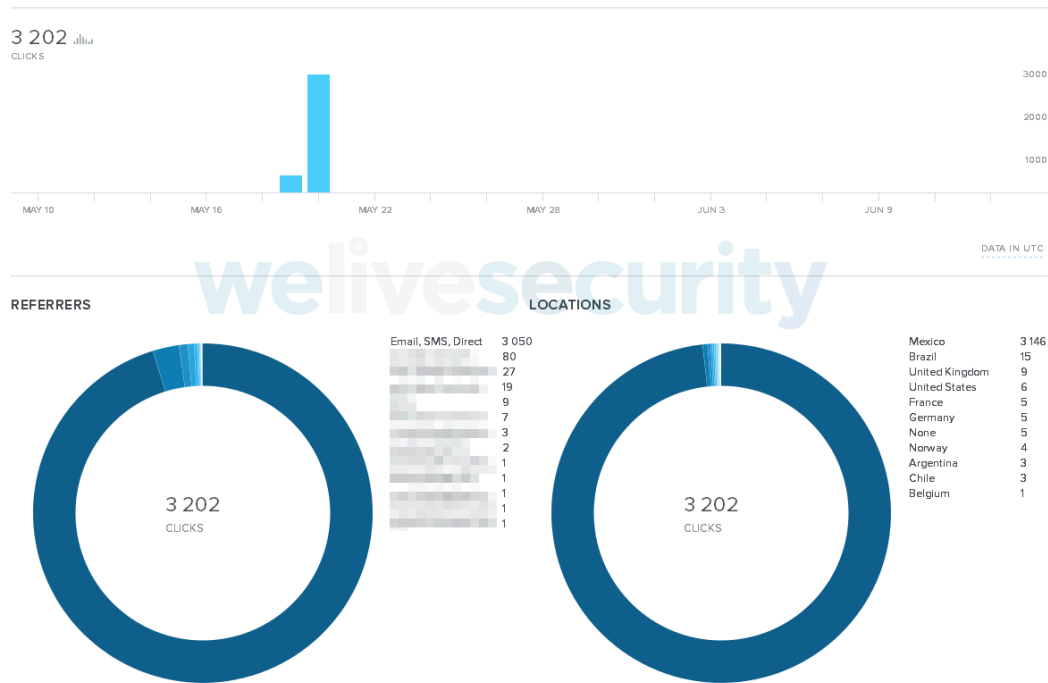 3 202
CLICKS
3000
2000
1000
MAY 10 MAY 16 MAY 22 MAY 28 JUN 3 JUN 9
DATA IN UTC
welivesecurity
REFERRERS
Email, SMS, Direct 3 050
80
27
19
9
7
3
2
1
1
1
1
1
3 202
CLICKS
LOCATIONS
Mexico 3 146
Brazil 15
United Kingdom 9
United States 6
France 5
Germany 5
None 5
Norway 4
Argentina 3
Chile 3
Belgium 1
3 202
CLICKS